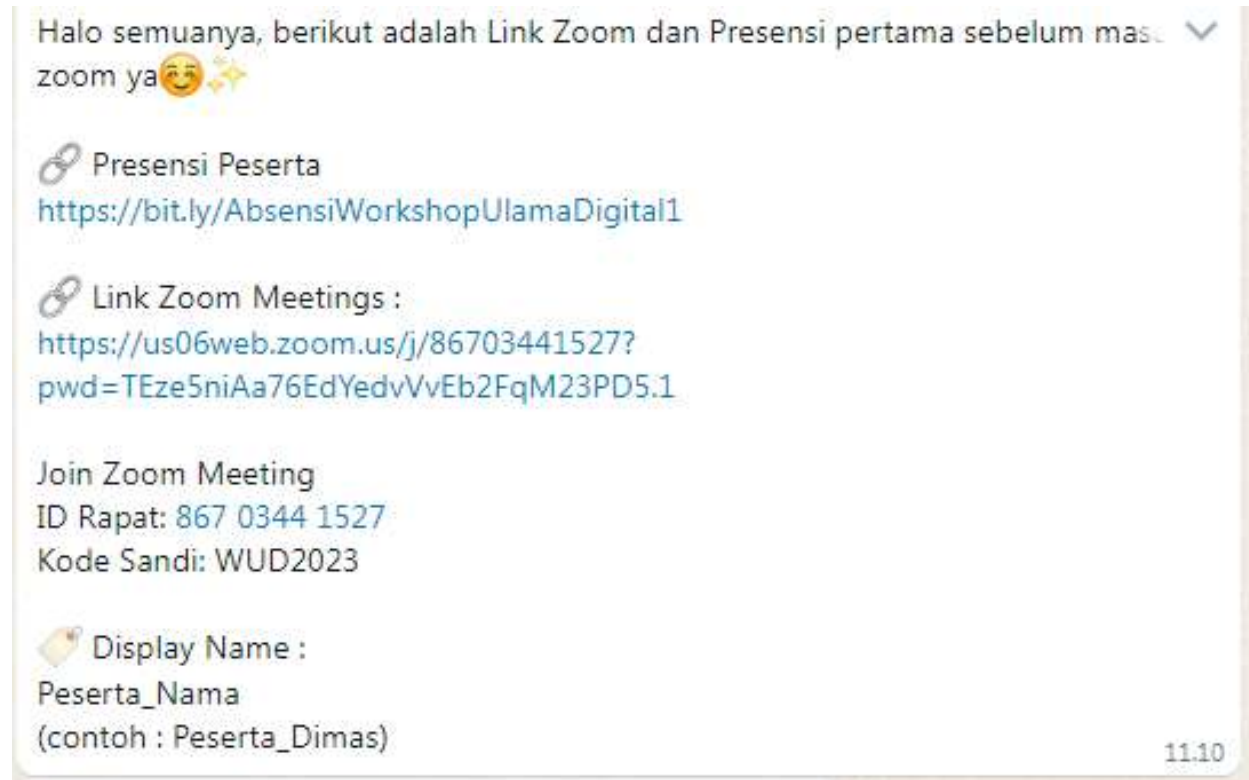 Halo semuanya, berikut adalah Link Zoom dan Presensi pertama sebelum
zoom ya☺️✨
🔗 Presensi Peserta
https://bit.ly/AbsensiWorkshopUlamaDigital1
🔗 Link Zoom Meetings :
https://us06web.zoom.us/j/86703441527?
pwd=TEze5niAa76EdYedvVvEb2FqM23PD5.1
Join Zoom Meeting
ID Rapat: 867 0344 1527
Kode Sandi: WUD2023
🏷️ Display Name :
Peserta_Nama
(contoh : Peserta_Dimas)
11.10